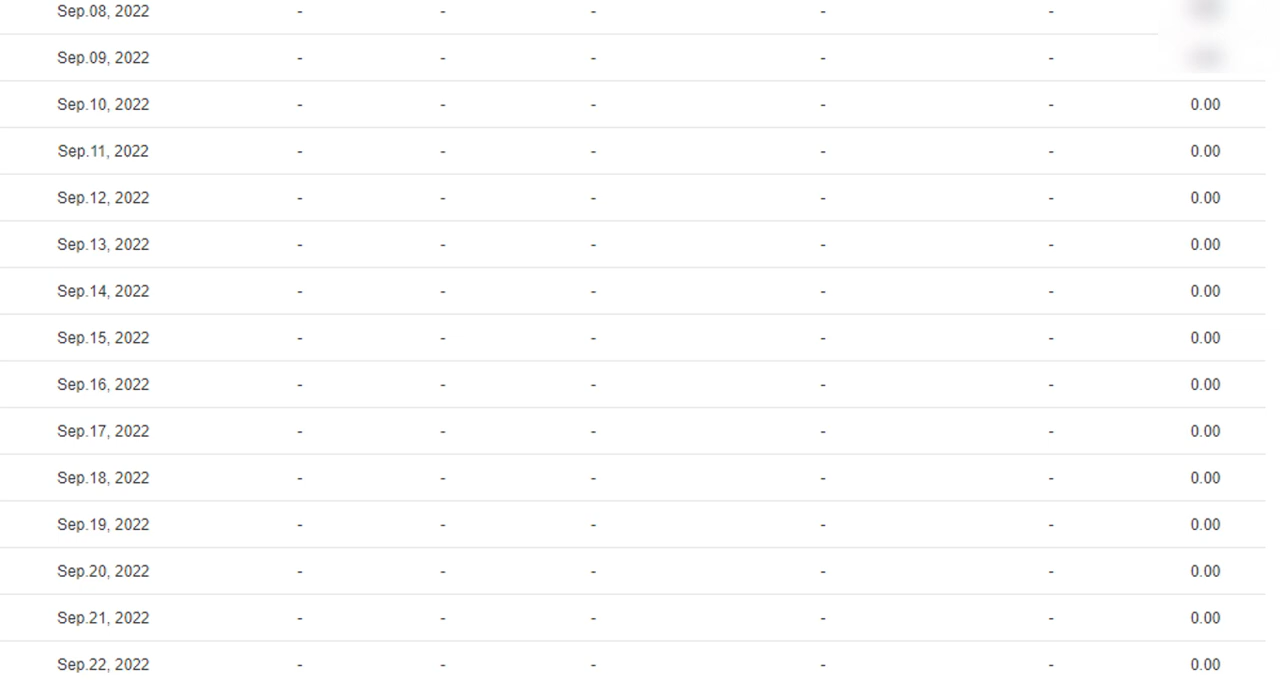 Sep.08, 2022 - - - - -
Sep.09, 2022 - - - - -
Sep.10, 2022 - - - - - 0.00
Sep.11, 2022 - - - - - 0.00
Sep.12, 2022 - - - - - 0.00
Sep.13, 2022 - - - - - 0.00
Sep.14, 2022 - - - - - 0.00
Sep.15, 2022 - - - - - 0.00
Sep.16, 2022 - - - - - 0.00
Sep.17, 2022 - - - - - 0.00
Sep.18, 2022 - - - - - 0.00
Sep.19, 2022 - - - - - 0.00
Sep.20, 2022 - - - - - 0.00
Sep.21, 2022 - - - - - 0.00
Sep.22, 2022 - - - - - 0.00